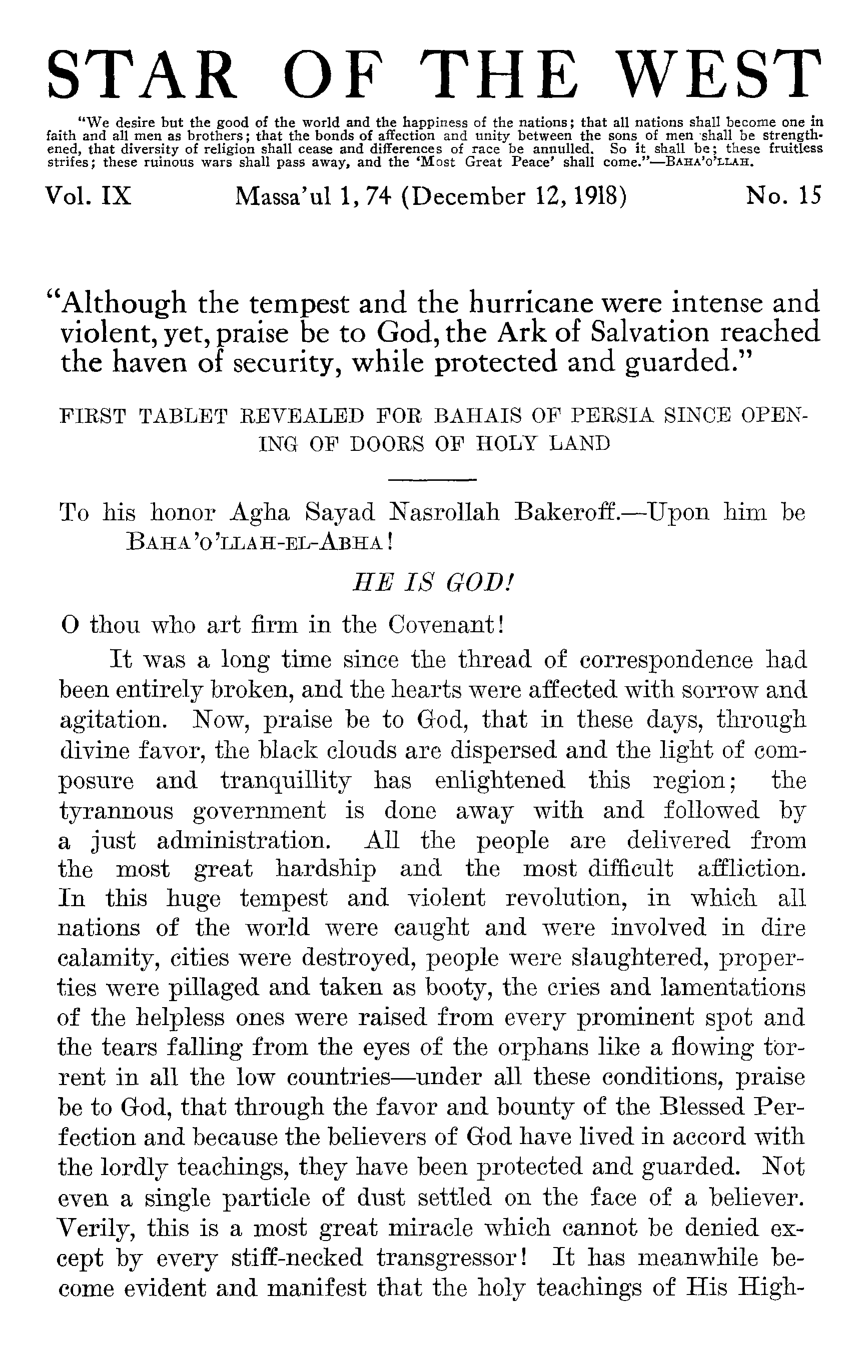 STAR OF THE WEST
"We desire but the good of the world and the happiness of the nations; that all nations shall become one in
faith and all men as brothers; that the bonds of affection and unity between the sons of men shall be strength-
ened, that diversity of religion shall cease and differences of race be annulled. So it shall be; these fruitless
strifes; these ruinous wars shall pass away, and the 'Most Great Peace' shall come."—BAHA'O'LLAH.
Vol. IX Massa'ul 1, 74 (December 12, 1918) No. 15
"Although the tempest and the hurricane were intense and
violent, yet, praise be to God, the Ark of Salvation reached
the haven of security, while protected and guarded."
FIRST TABLET REVEALED FOR BAHAIS OF PERSIA SINCE OPEN-
ING OF DOORS OF HOLY LAND
To his honor Agha Sayad Nasrollah Bakeroff.—Upon him be
BAHA'O'LLAH-EL-ABHA!
HE IS GOD!
O thou who art firm in the Covenant!
It was a long time since the thread of correspondence had
been entirely broken, and the hearts were affected with sorrow and
agitation. Now, praise be to God, that in these days, through
divine favor, the black clouds are dispersed and the light of com-
posure and tranquillity has enlightened this region; the
tyrannous government is done away with and followed by
a just administration. All the people are delivered from
the most great hardship and the most difficult affliction.
In this huge tempest and violent revolution, in which all
nations of the world were caught and were involved in dire
calamity, cities were destroyed, people were slaughtered, proper-
ties were pillaged and taken as booty, the cries and lamentations
of the helpless ones were raised from every prominent spot and
the tears falling from the eyes of the orphans like a flowing tor-
rent in all the low countries—under all these conditions, praise
be to God, that through the favor and bounty of the Blessed Per-
fection and because the believers of God have lived in accord with
the lordly teachings, they have been protected and guarded. Not
even a single particle of dust settled on the face of a believer.
Verily, this is a most great miracle which cannot be denied ex-
cept by every stiff-necked transgressor! It has meanwhile be-
come evident and manifest that the holy teachings of His High-